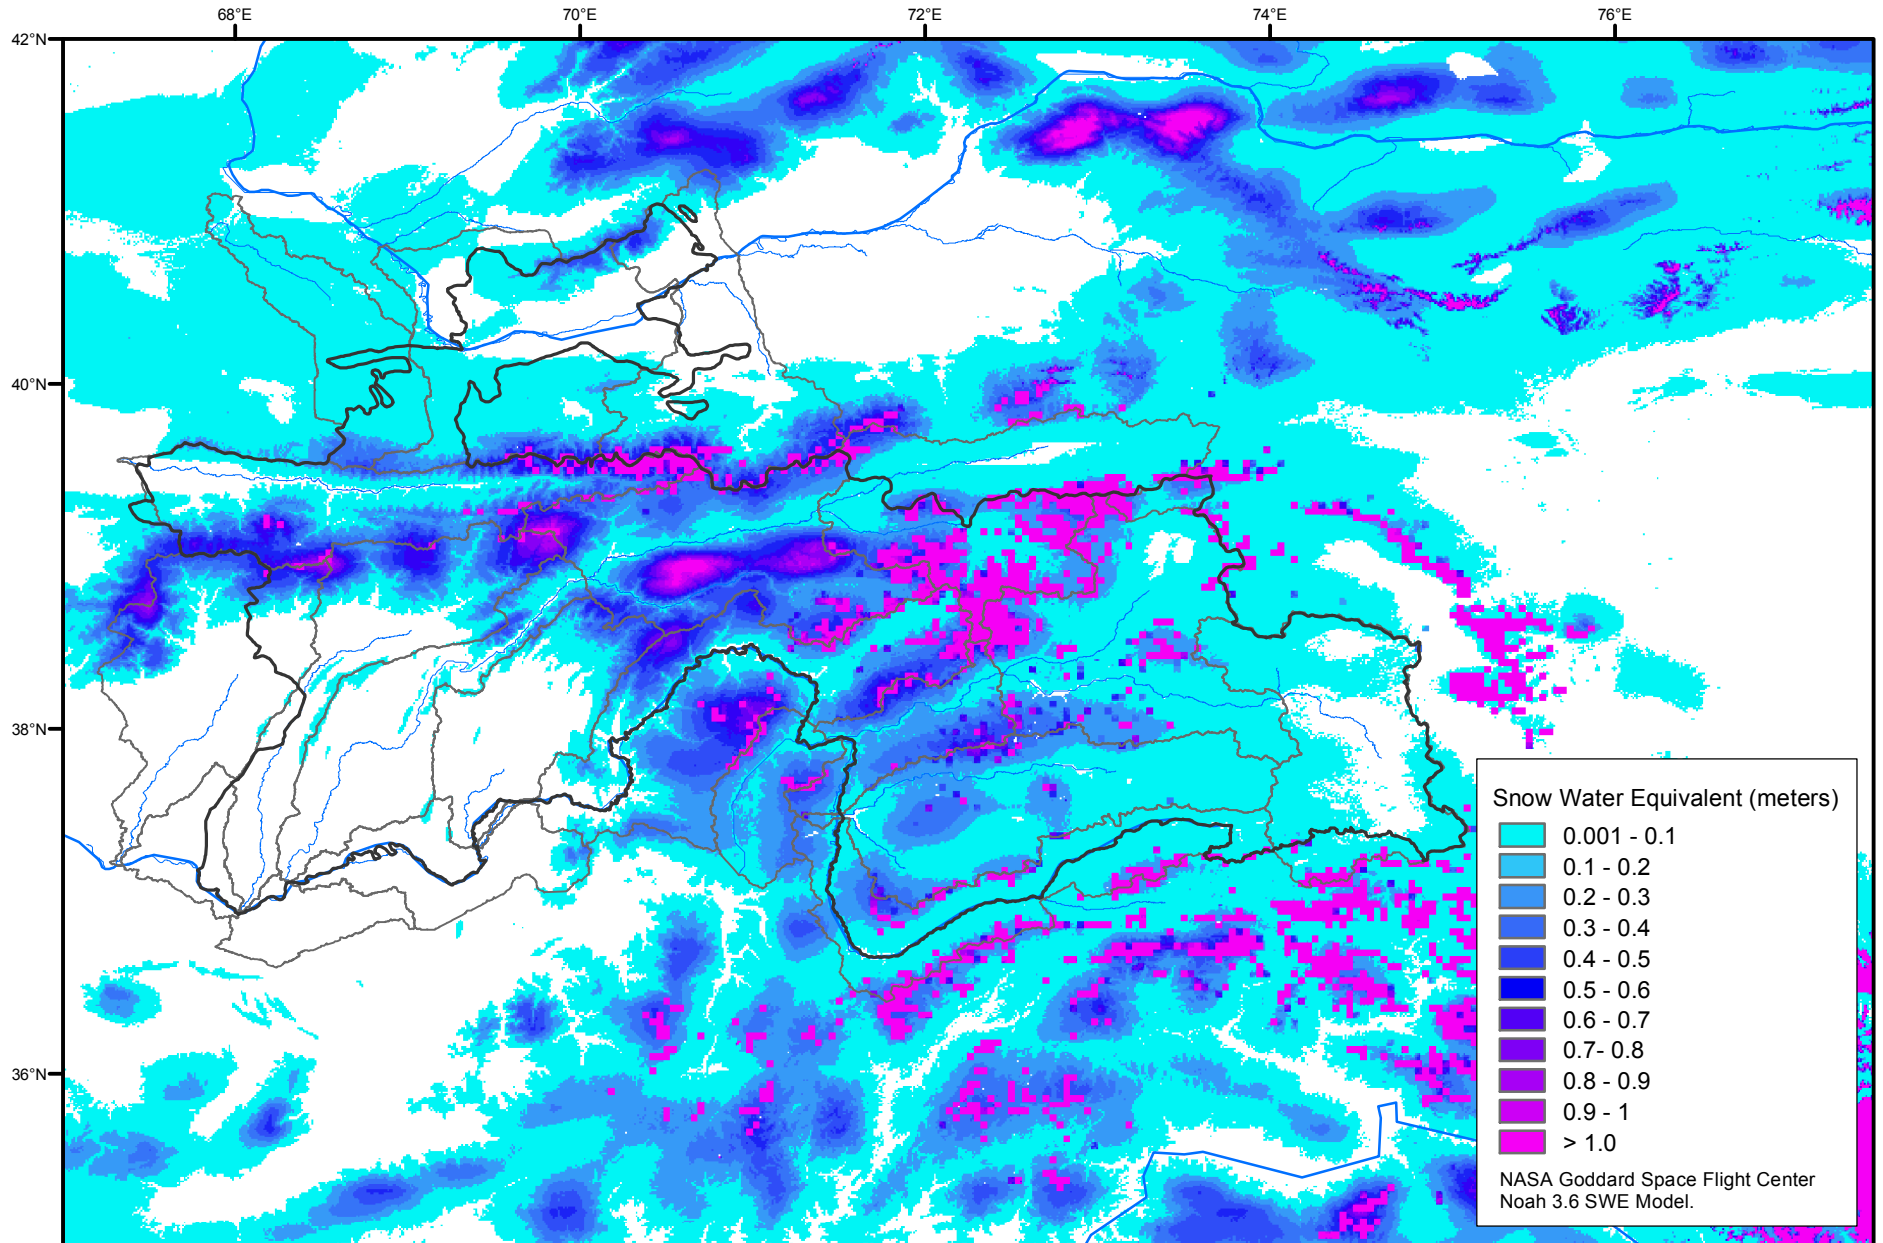 68°E 70°E 72°E 74°E 76°E
42°N
40°N
38°N
36°N
Snow Water Equivalent (meters)
0.001 - 0.1
0.1 - 0.2
0.2 - 0.3
0.3 - 0.4
0.4 - 0.5
0.5 - 0.6
0.6 - 0.7
0.7- 0.8
0.8 - 0.9
0.9 - 1
> 1.0
NASA Goddard Space Flight Center
Noah 3.6 SWE Model.